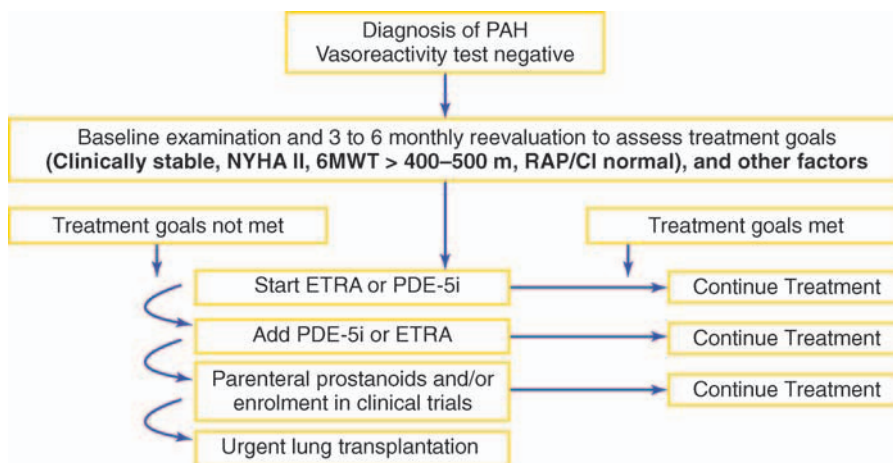 Diagnosis of PAH
Vasoreactivity test negative
Baseline examination and 3 to 6 monthly reevaluation to assess treatment goals
(Clinically stable, NYHA II, 6MWT > 400–500 m, RAP/CI normal), and other factors
Treatment goals not met
Treatment goals met
Start ETRA or PDE-5i
Continue Treatment
Add PDE-5i or ETRA
Continue Treatment
Parenteral prostanoids and/or
enrolment in clinical trials
Continue Treatment
Urgent lung transplantation